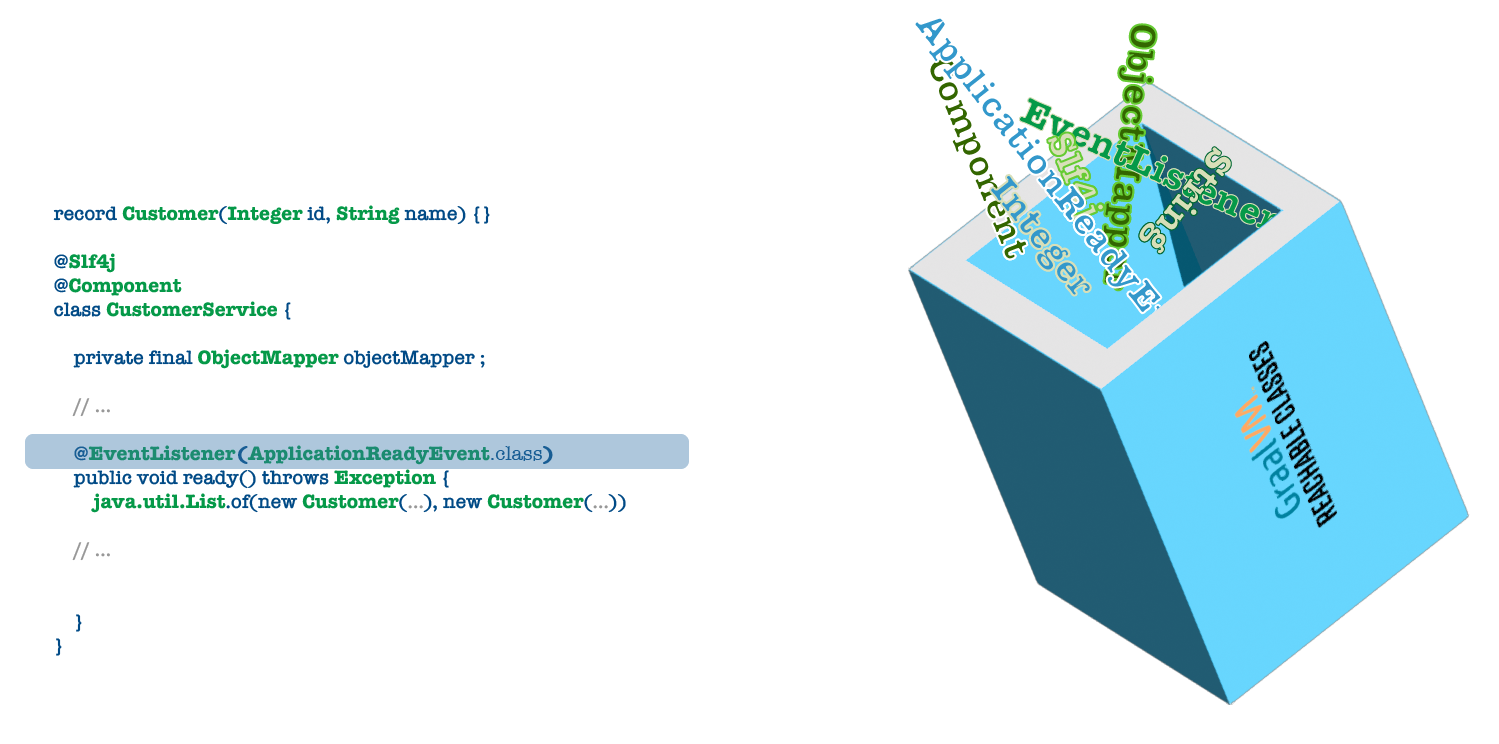 record Customer(Integer id, String name) { }
@Slf4j
@Component
class CustomerService {
private final ObjectMapper objectMapper ;
// ...
@EventListener(ApplicationReadyEvent.class)
public void ready() throws Exception {
java.util.List.of(new Customer(...), new Customer(...))
// ...
}
}
ApplicationReadyE
Component
Integer
Slf4j
EventListener
ObjectMapper
String
GraalVM
REACHABLE CLASSES